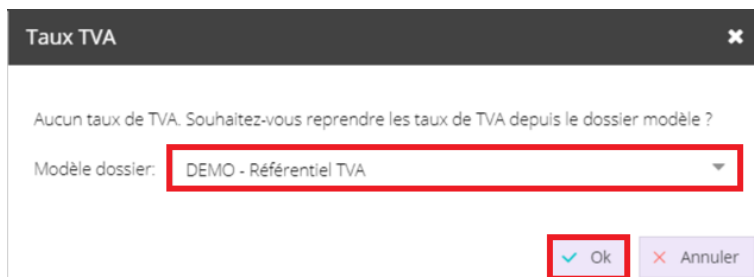 Taux TVA
Aucun taux de TVA. Souhaitez-vous reprendre les taux de TVA depuis le dossier modèle ?
Modèle dossier: DEMO - Référentiel TVA
Ok Annuler